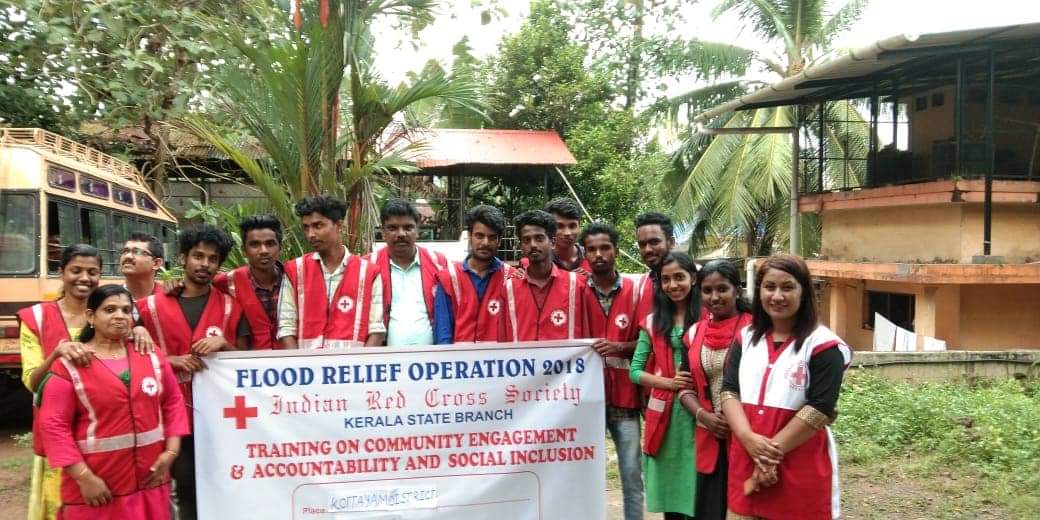 FLOOD RELIEF OPERATION 2018
Indian Red Cross Society
KERALA STATE BRANCH
TRAINING ON COMMUNITY ENGAGEMENT
& ACCOUNTABILITY AND SOCIAL INCLUSION
Place: KOTTAYAM DISTRICT